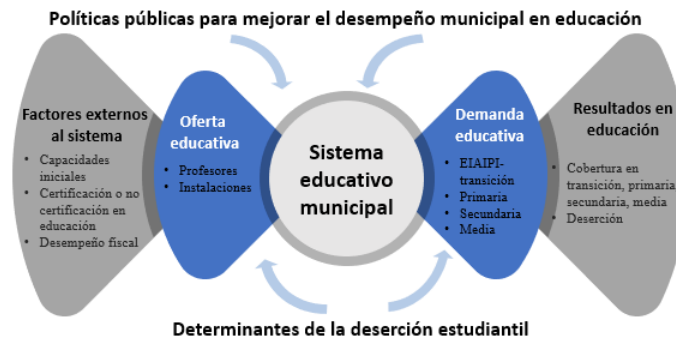 Políticas públicas para mejorar el desempeño municipal en educación
Factores externos
al sistema
• Capacidades
iniciales
• Certificación o no
certificación en
educación
• Desempeño fiscal
Oferta
educativa
• Profesores
• Instalaciones
Sistema
educativo
municipal
Demanda
educativa
• EIAIPI-
transición
• Primaria
• Secundaria
• Media
Resultados en
educación
• Cobertura en
transición, primaria
secundaria, media
• Deserción
Determinantes de la deserción estudiantil